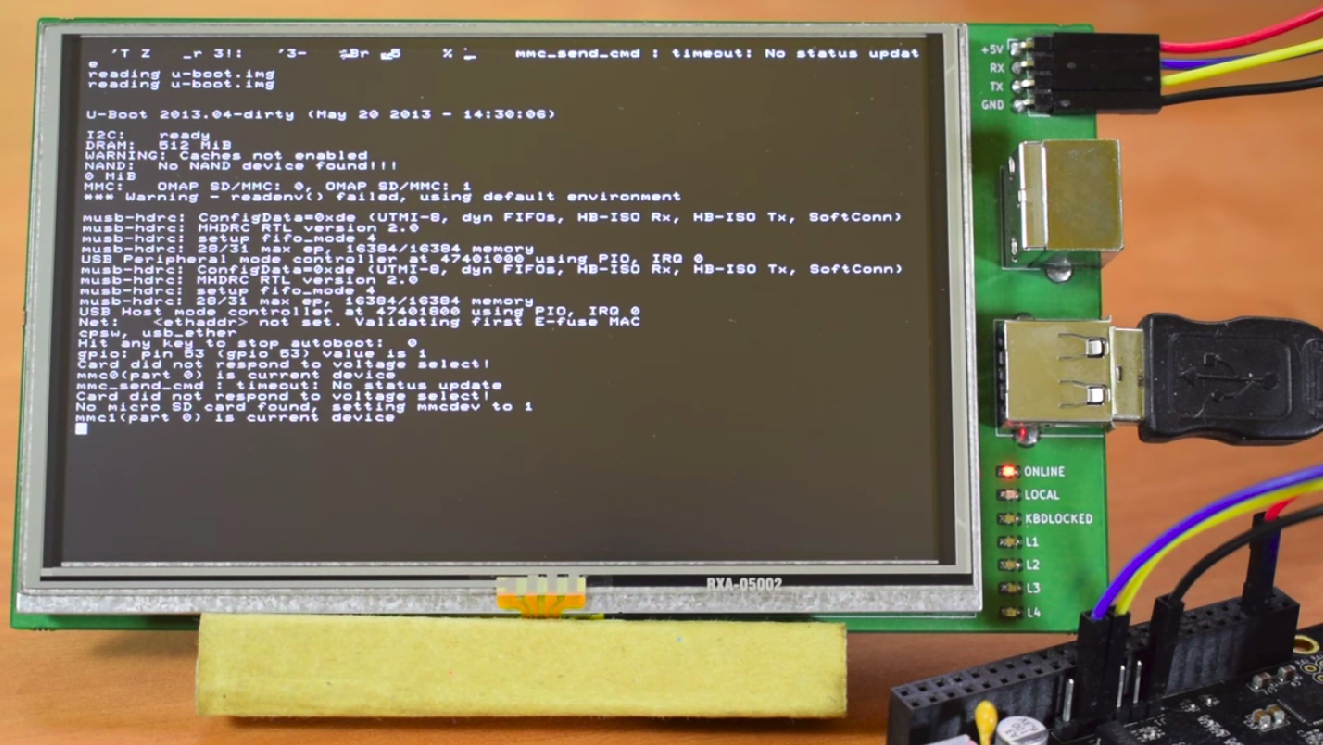 'T Z _r 3!: '3- %Br 5 % _ mmc_send_cmd : timeout: No status updat
e
reading u-boot.img
reading u-boot.img
U-Boot 2013.04-dirty (May 20 2013 - 14:30:06)
I2C: ready
DRAM: 512 MiB
WARNING: Caches not enabled
NAND: No NAND device found!!!
0 MiB
MMC: OMAP SD/MMC: 0, OMAP SD/MMC: 1
*** Warning - readenv() failed, using default environment
musb-hdrc: ConfigData=0xde (UTMI-8, dyn FIFOs, HB-ISO Rx, HB-ISO Tx, SoftConn)
musb-hdrc: MHDRC RTL version 2.0
musb-hdrc: setup fifo_mode 4
musb-hdrc: 28/31 max ep, 16384/16384 memory
USB Peripheral mode controller at 47401000 using PIO, IRQ 0
musb-hdrc: ConfigData=0xde (UTMI-8, dyn FIFOs, HB-ISO Rx, HB-ISO Tx, SoftConn)
musb-hdrc: MHDRC RTL version 2.0
musb-hdrc: setup fifo_mode 4
musb-hdrc: 28/31 max ep, 16384/16384 memory
USB Host mode controller at 47401800 using PIO, IRQ 0
Net: <ethaddr> not set. Validating first E-fuse MAC
cpsw, usb_ether
Hit any key to stop autoboot: 0
gpio: pin 53 (gpio 53) value is 1
Card did not respond to voltage select!
mmc0(part 0) is current device
mmc_send_cmd : timeout: No status update
Card did not respond to voltage select!
No micro SD card found, setting mmcdev to 1
mmc1(part 0) is current device
RXA-05002
+5V
RX
TX
GND
ONLINE
LOCAL
KBDLOCKED
L1
L2
L3
L4